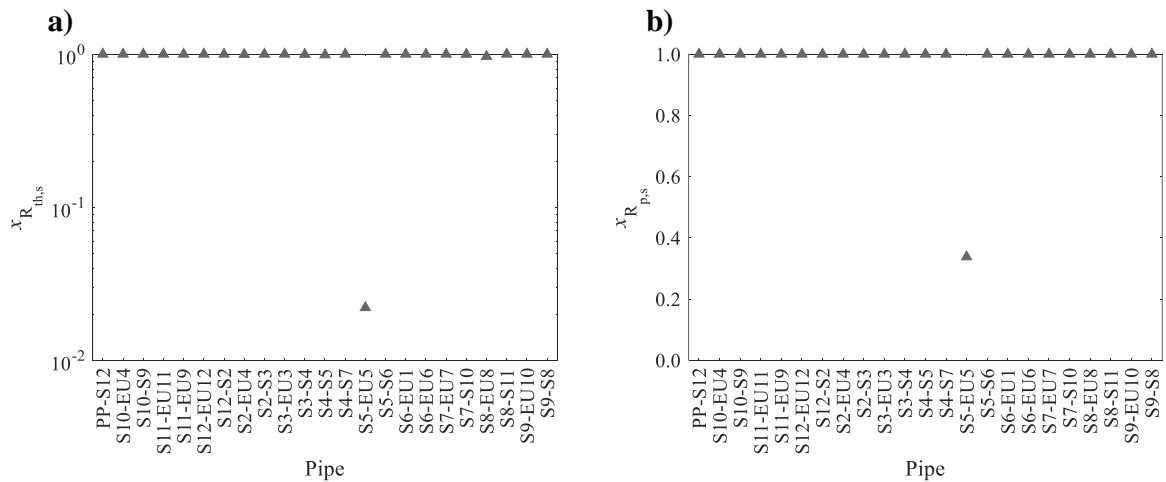 a)
10^0
10^-1
10^-2
x_R_th,s
PP-S12
S10-EU4
S10-S9
S11-EU11
S11-EU9
S12-EU12
S12-S2
S2-EU4
S2-S3
S3-EU3
S3-S4
S4-S5
S4-S7
S5-EU5
S5-S6
S6-EU1
S6-EU6
S7-EU7
S7-S10
S8-EU8
S8-S11
S9-EU10
S9-S8
Pipe
b)
1.0
0.8
0.6
0.4
0.2
0.0
x_R_p,s
PP-S12
S10-EU4
S10-S9
S11-EU11
S11-EU9
S12-EU12
S12-S2
S2-EU4
S2-S3
S3-EU3
S3-S4
S4-S5
S4-S7
S5-EU5
S5-S6
S6-EU1
S6-EU6
S7-EU7
S7-S10
S8-EU8
S8-S11
S9-EU10
S9-S8
Pipe